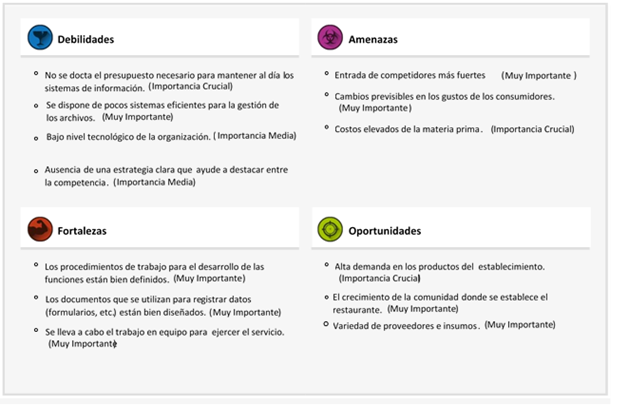 Debilidades
No se docta el presupuesto necesario para mantener al día los
sistemas de información. (Importancia Crucial)
Se dispone de pocos sistemas eficientes para la gestión de
los archivos. (Muy Importante)
Bajo nivel tecnológico de la organización. (Importancia Media)
Ausencia de una estrategia clara que ayude a destacar entre
la competencia. (Importancia Media)
Amenazas
Entrada de competidores más fuertes (Muy Importante )
Cambios previsibles en los gustos de los consumidores.
(Muy Importante)
Costos elevados de la materia prima. (Importancia Crucial)
Fortalezas
Los procedimientos de trabajo para el desarrollo de las
funciones están bien definidos. (Muy Importante)
Los documentos que se utilizan para registrar datos
(formularios, etc.) están bien diseñados. (Muy Importante)
Se lleva a cabo el trabajo en equipo para ejercer el servicio.
(Muy Importante
Oportunidades
Alta demanda en los productos del establecimiento.
(Importancia Crucial
El crecimiento de la comunidad donde se establece el
restaurante. (Muy Importante)
Variedad de proveedores e insumos. (Muy Importante)